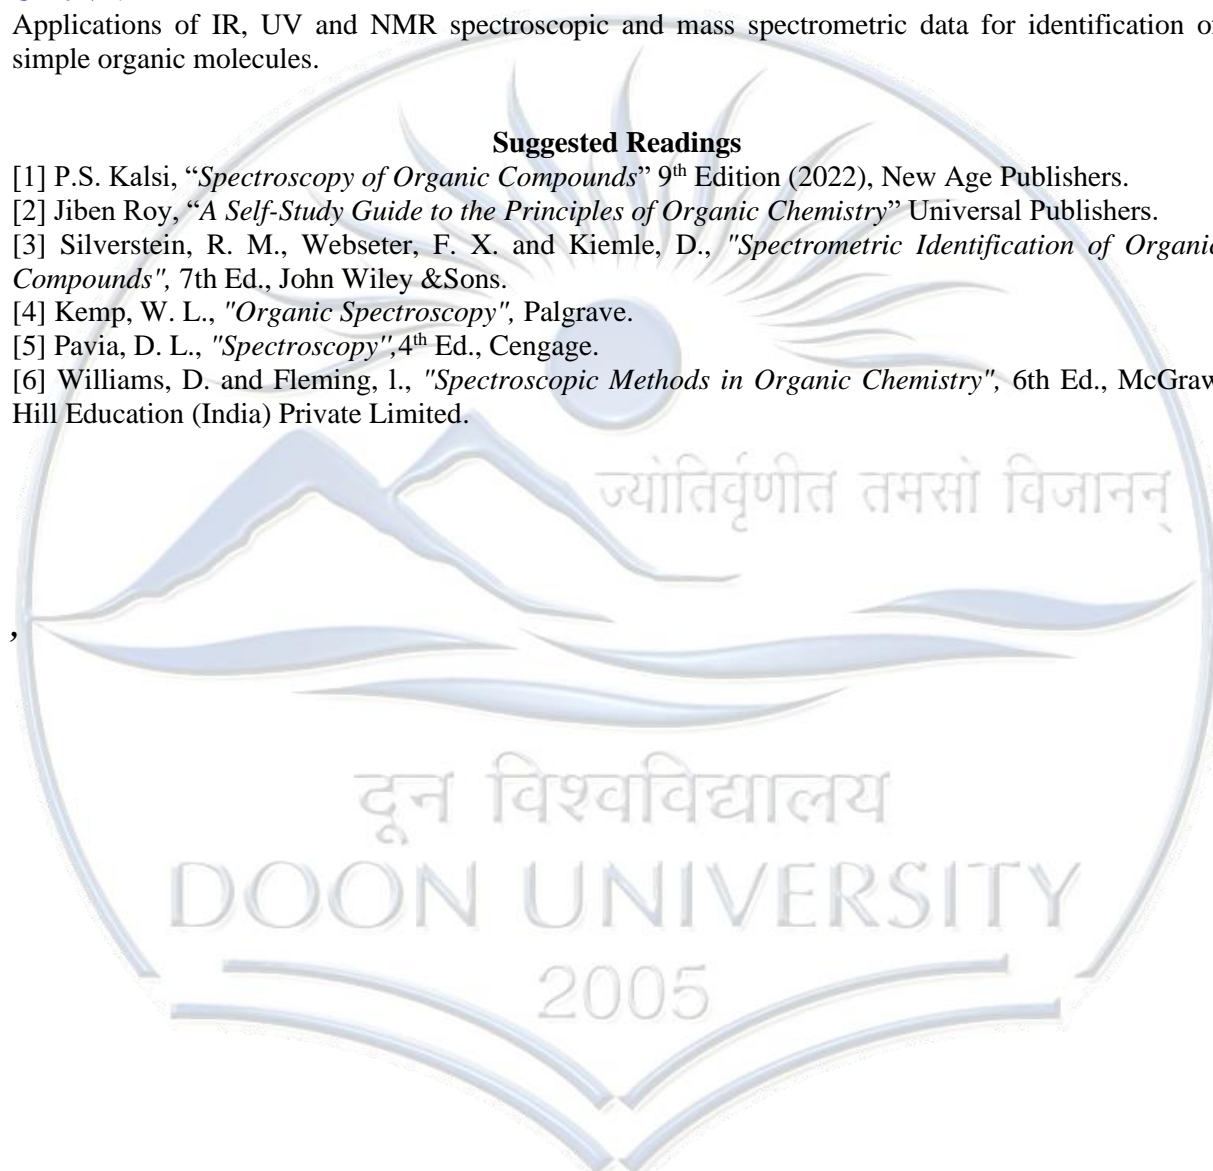 Applications of IR, UV and NMR spectroscopic and mass spectrometric data for identification of
simple organic molecules.
Suggested Readings
[1] P.S. Kalsi, “Spectroscopy of Organic Compounds” 9th Edition (2022), New Age Publishers.
[2] Jiben Roy, “A Self-Study Guide to the Principles of Organic Chemistry” Universal Publishers.
[3] Silverstein, R. M., Webseter, F. X. and Kiemle, D., "Spectrometric Identification of Organic
Compounds", 7th Ed., John Wiley &Sons.
[4] Kemp, W. L., "Organic Spectroscopy", Palgrave.
[5] Pavia, D. L., "Spectroscopy",4th Ed., Cengage.
[6] Williams, D. and Fleming, l., "Spectroscopic Methods in Organic Chemistry", 6th Ed., McGraw
Hill Education (India) Private Limited.
ज्योतिर्वृणीत तमसो विजानन्
,
दून विश्वविद्यालय
DOON UNIVERSITY
2005